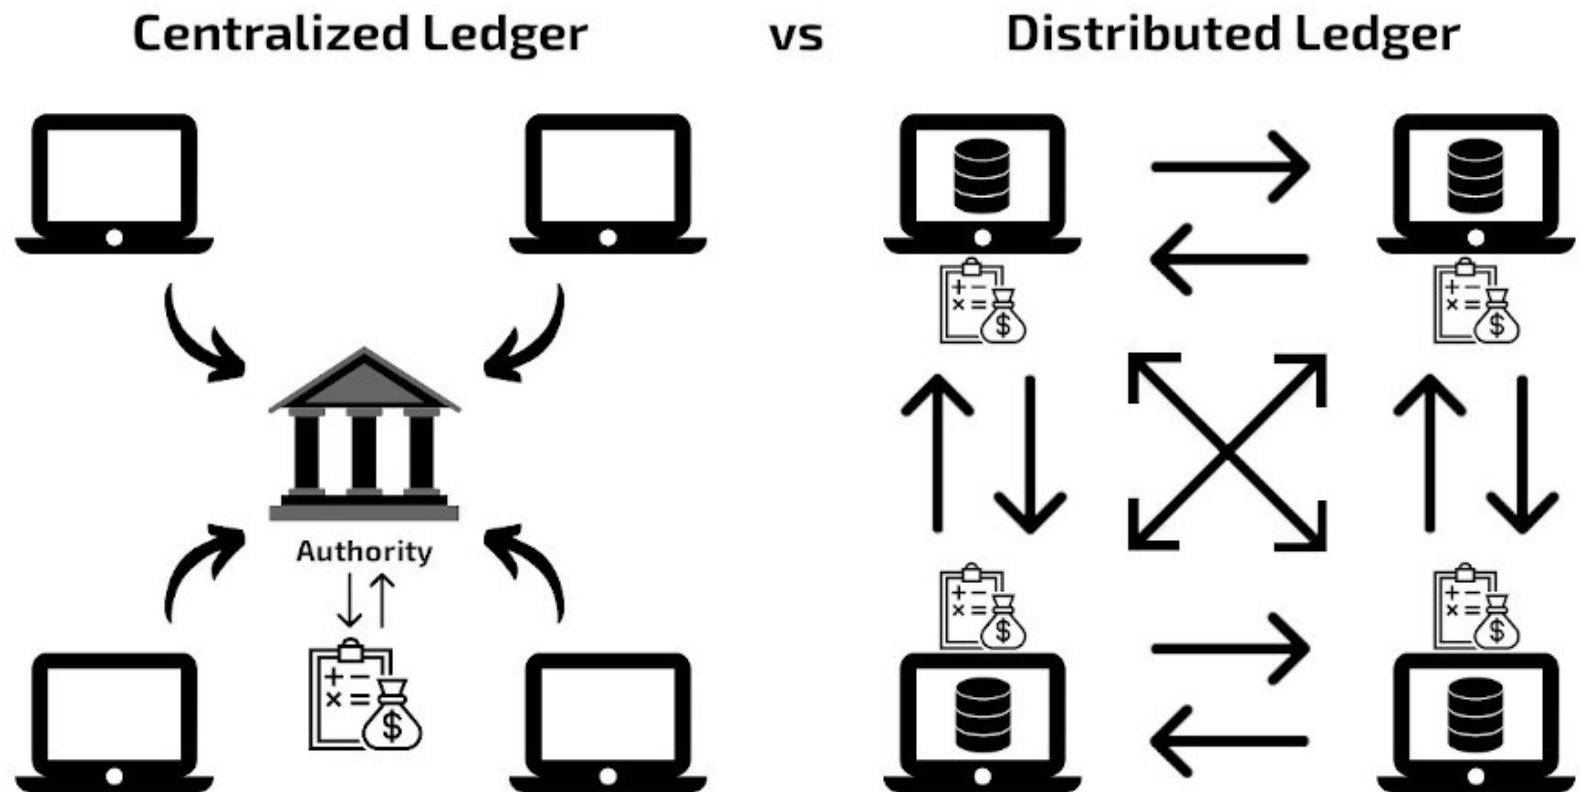 Centralized Ledger vs Distributed Ledger
+ −
× = $
+ −
× = $
Authority
+ −
× = $
+ −
× = $
+ −
× = $